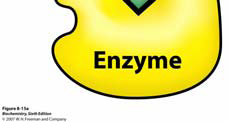 Enzyme
Figure 8-15a
Biochemistry, Sixth Edition
© 2007 W. H. Freeman and Company